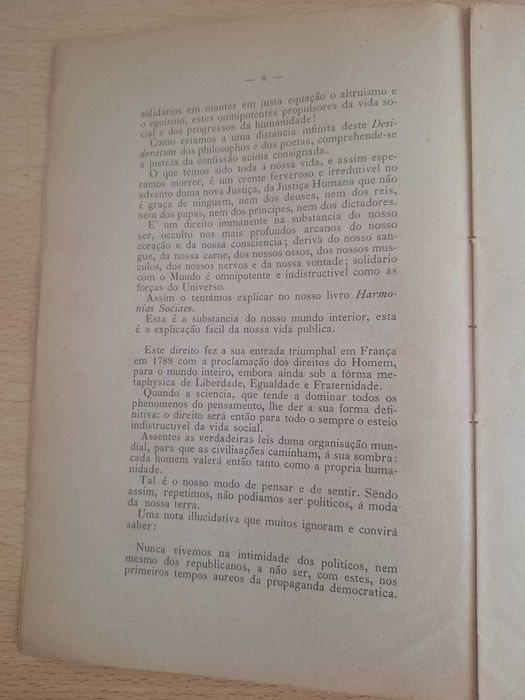 — 8 —
solidarios em manter em justa equação o altruismo e
o egoismo, estes omnipotentes propulsores da vida so-
cial e dos progressos da humanidade!
Como estamos a uma distancia infinita deste Desi-
deratum dos philosophos e dos poetas, comprehende-se
a justeza da confissão acima consignada.
O que temos sido toda a nossa vida, e assim espe-
ramos morrer, é um crente fervoroso e irreductivel no
advento duma nova Justiça, da Justiça Humana que não
é graça de ninguem, nem dos deuses, nem dos reis,
nem dos papas, nem dos principes, nem dos dictadores.
E' um direito immanente na substancia do nosso
ser, occulto nos mais profundos arcanos do nosso
coração e da nossa consciencia; deriva do nosso san-
gue, da nossa carne, dos nossos ossos, dos nossos mus-
culos, dos nossos nervos e da nossa vontade; solidario
com o Mundo é omnipotente e indistructivel como as
forças do Universo.
Assim o tentámos explicar no nosso livro Harmo-
nias Sociaes.
Esta é a substancia do nosso mundo interior, esta
é a explicação facil da nossa vida publica.
Este direito fez a sua entrada triumphal em França
em 1789 com a proclamação dos direitos do Homem,
para o mundo inteiro, embora ainda sob a fórma me-
taphysica de Liberdade, Egualdade e Fraternidade.
Quando a sciencia, que tende a dominar todos os
phenomenos do pensamento, lhe der a sua forma defi-
nitiva: o direito será então para todo o sempre o esteio
indistructivel da vida social.
Assentes as verdadeiras leis duma organisação mun-
dial, para que as civilisações caminham, á sua sombra:
cada homem valerá então tanto como a propria huma-
nidade.
Tal é o nosso modo de pensar e de sentir. Sendo
assim, repetimos, não podiamos ser politicos, á moda
da nossa terra.
Uma nota illucidativa que muitos ignoram e convirá
saber:
Nunca vivemos na intimidade dos politicos, nem
mesmo dos republicanos, a não ser, com estes, nos
primeiros tempos aureos da propaganda democratica.